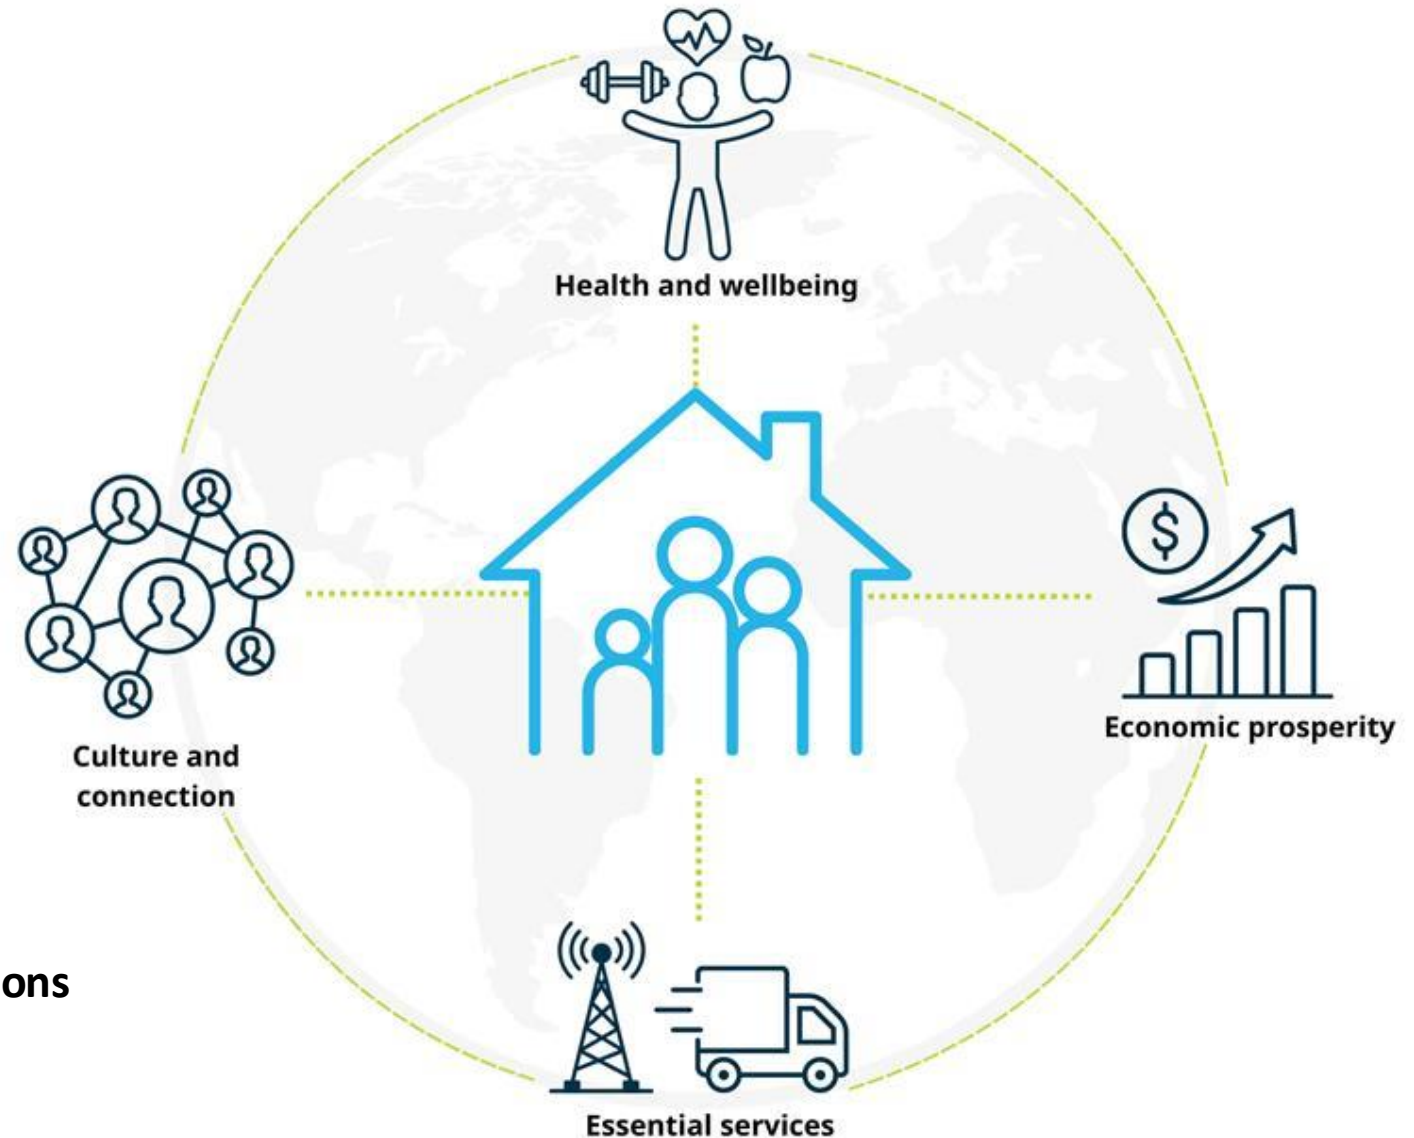 Health and wellbeing
$
Economic prosperity
Culture and
connection
ons
Essential services